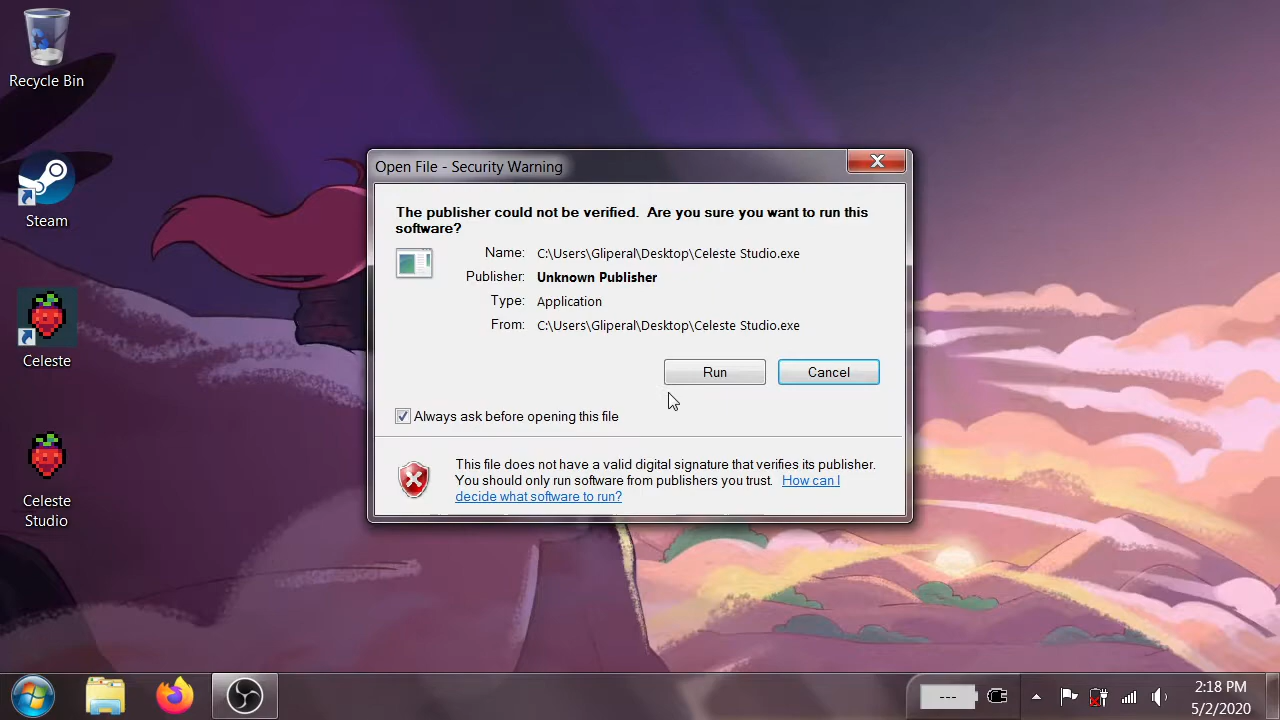 Recycle Bin
Steam
Celeste
Celeste
Studio
Open File - Security Warning
The publisher could not be verified.  Are you sure you want to run this
software?
Name: C:\Users\Gliperal\Desktop\Celeste Studio.exe
Publisher: Unknown Publisher
Type: Application
From: C:\Users\Gliperal\Desktop\Celeste Studio.exe
Run
Cancel
Always ask before opening this file
This file does not have a valid digital signature that verifies its publisher.
You should only run software from publishers you trust. How can I
decide what software to run?
---
2:18 PM
5/2/2020